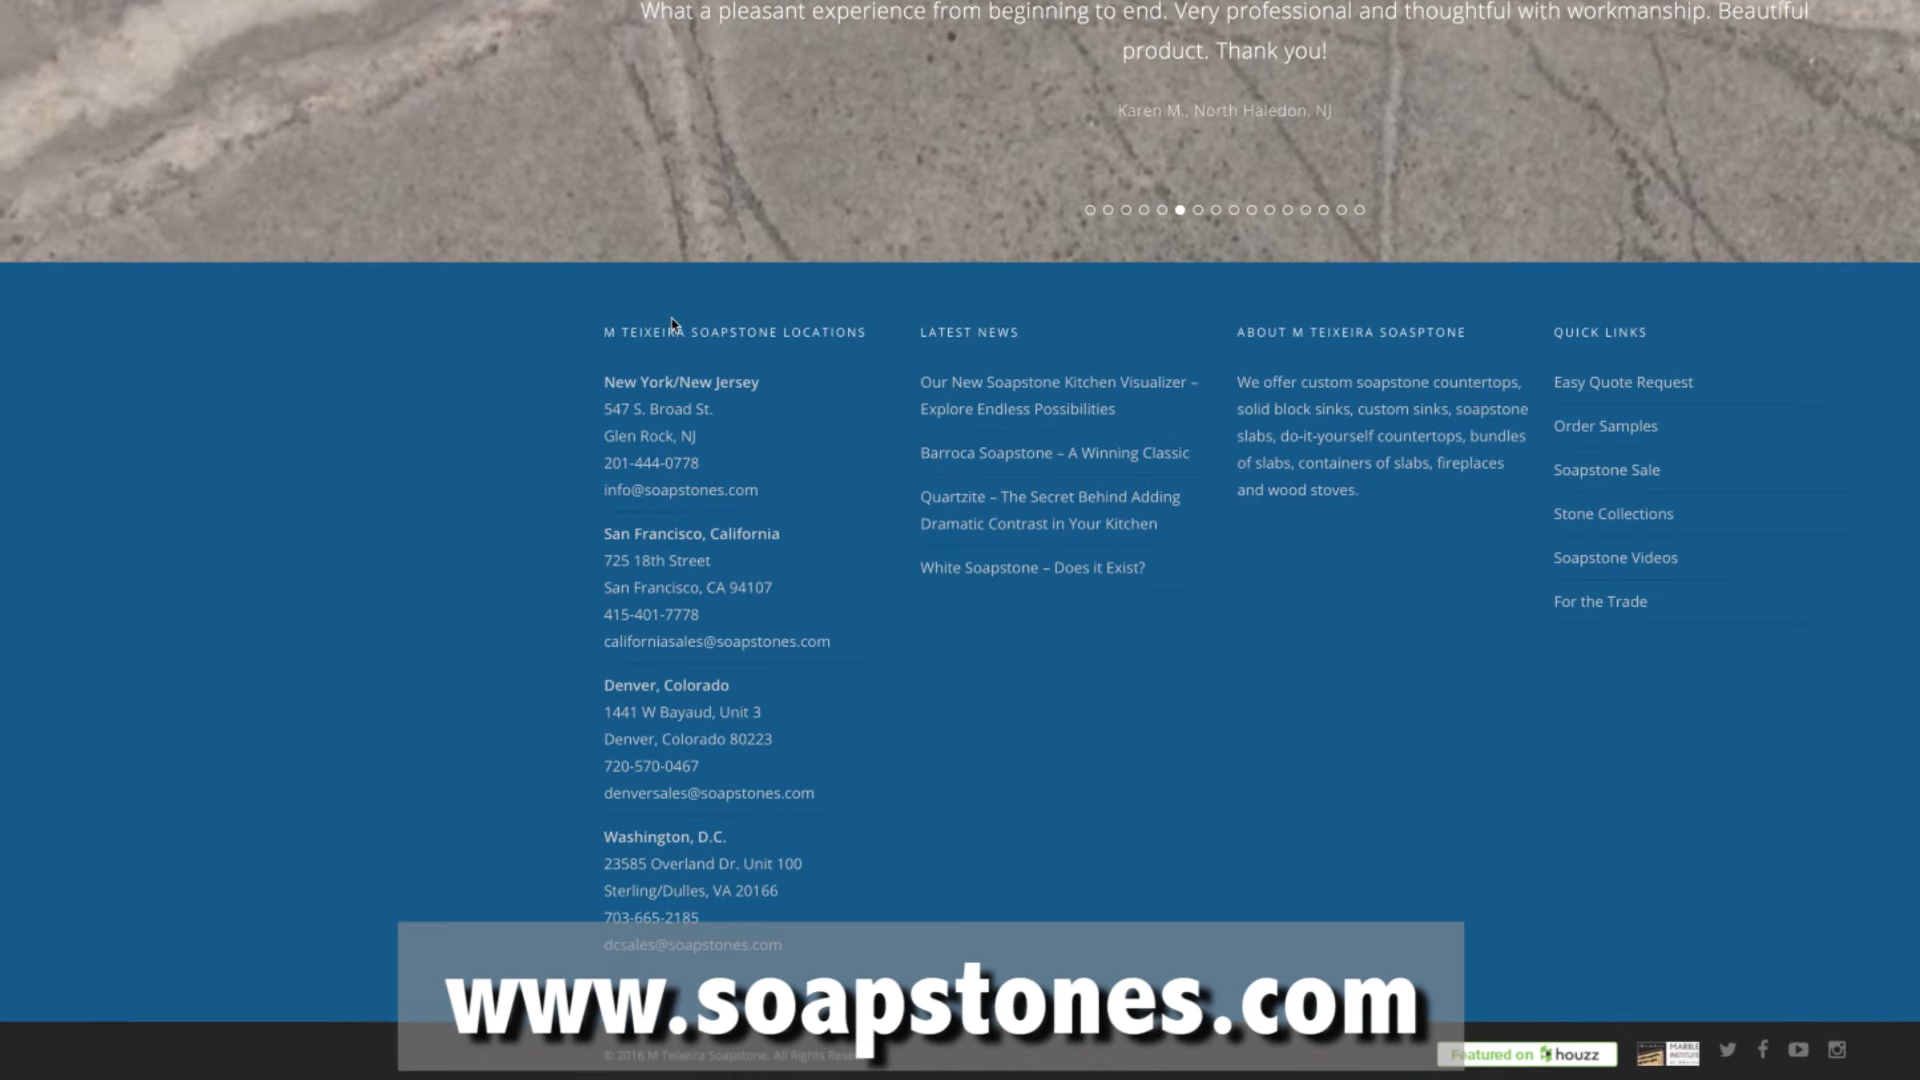 What a pleasant experience from beginning to end. Very professional and thoughtful with workmanship. Beautiful
product. Thank you!
Karen M., North Haledon, NJ
M TEIXEIRA SOAPSTONE LOCATIONS
New York/New Jersey
547 S. Broad St.
Glen Rock, NJ
201-444-0778
info@soapstones.com
San Francisco, California
725 18th Street
San Francisco, CA 94107
415-401-7778
californiasales@soapstones.com
Denver, Colorado
1441 W Bayaud, Unit 3
Denver, Colorado 80223
720-570-0467
denversales@soapstones.com
Washington, D.C.
23585 Overland Dr. Unit 100
Sterling/Dulles, VA 20166
703-665-2185
dcsales@soapstones.com
LATEST NEWS
Our New Soapstone Kitchen Visualizer –
Explore Endless Possibilities
Barroca Soapstone – A Winning Classic
Quartzite – The Secret Behind Adding
Dramatic Contrast in Your Kitchen
White Soapstone – Does it Exist?
ABOUT M TEIXEIRA SOASPTONE
We offer custom soapstone countertops,
solid block sinks, custom sinks, soapstone
slabs, do-it-yourself countertops, bundles
of slabs, containers of slabs, fireplaces
and wood stoves.
QUICK LINKS
Easy Quote Request
Order Samples
Soapstone Sale
Stone Collections
Soapstone Videos
For the Trade
www.soapstones.com
© 2016 M Teixeira Soapstone. All Rights
Featured on houzz
MARBLE
INSTITUTE